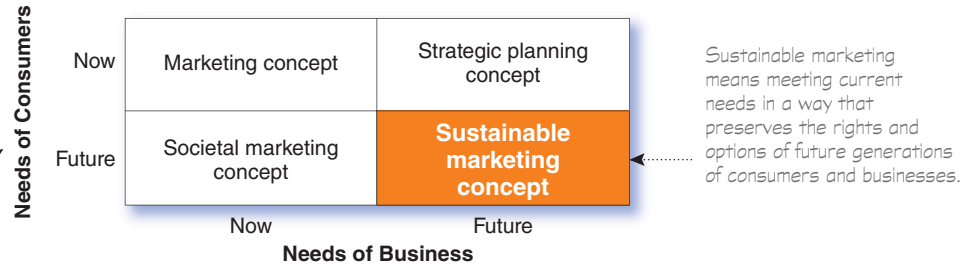 Needs of Consumers
Now
Marketing concept
Strategic planning
concept
Future
Societal marketing
concept
Sustainable
marketing
concept
Now
Future
Needs of Business
Sustainable marketing
means meeting current
needs in a way that
preserves the rights and
options of future generations
of consumers and businesses.